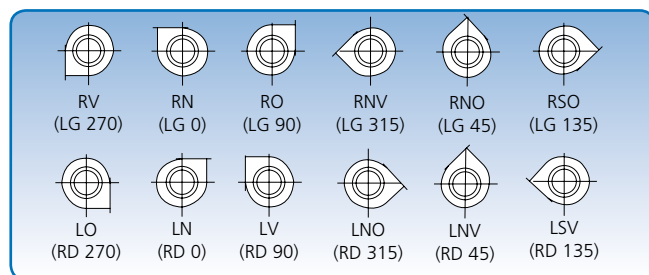 RV RN RO RNV RNO RSO
(LG 270) (LG 0) (LG 90) (LG 315) (LG 45) (LG 135)
LO LN LV LNO LNV LSV
(RD 270) (RD 0) (RD 90) (RD 315) (RD 45) (RD 135)